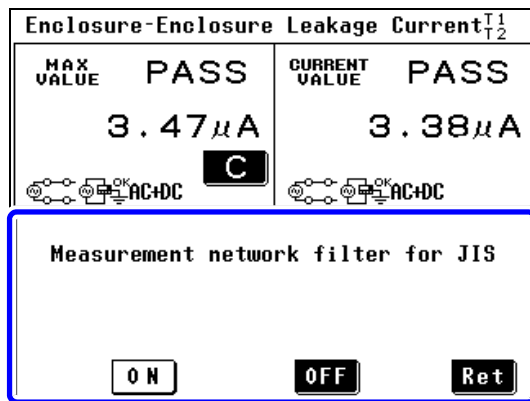 Enclosure-Enclosure Leakage Current T1 T2
MAX VALUE PASS
3.47μA
C
OK AC+DC
CURRENT VALUE PASS
3.38μA
OK AC+DC
Measurement network filter for JIS
ON OFF Ret